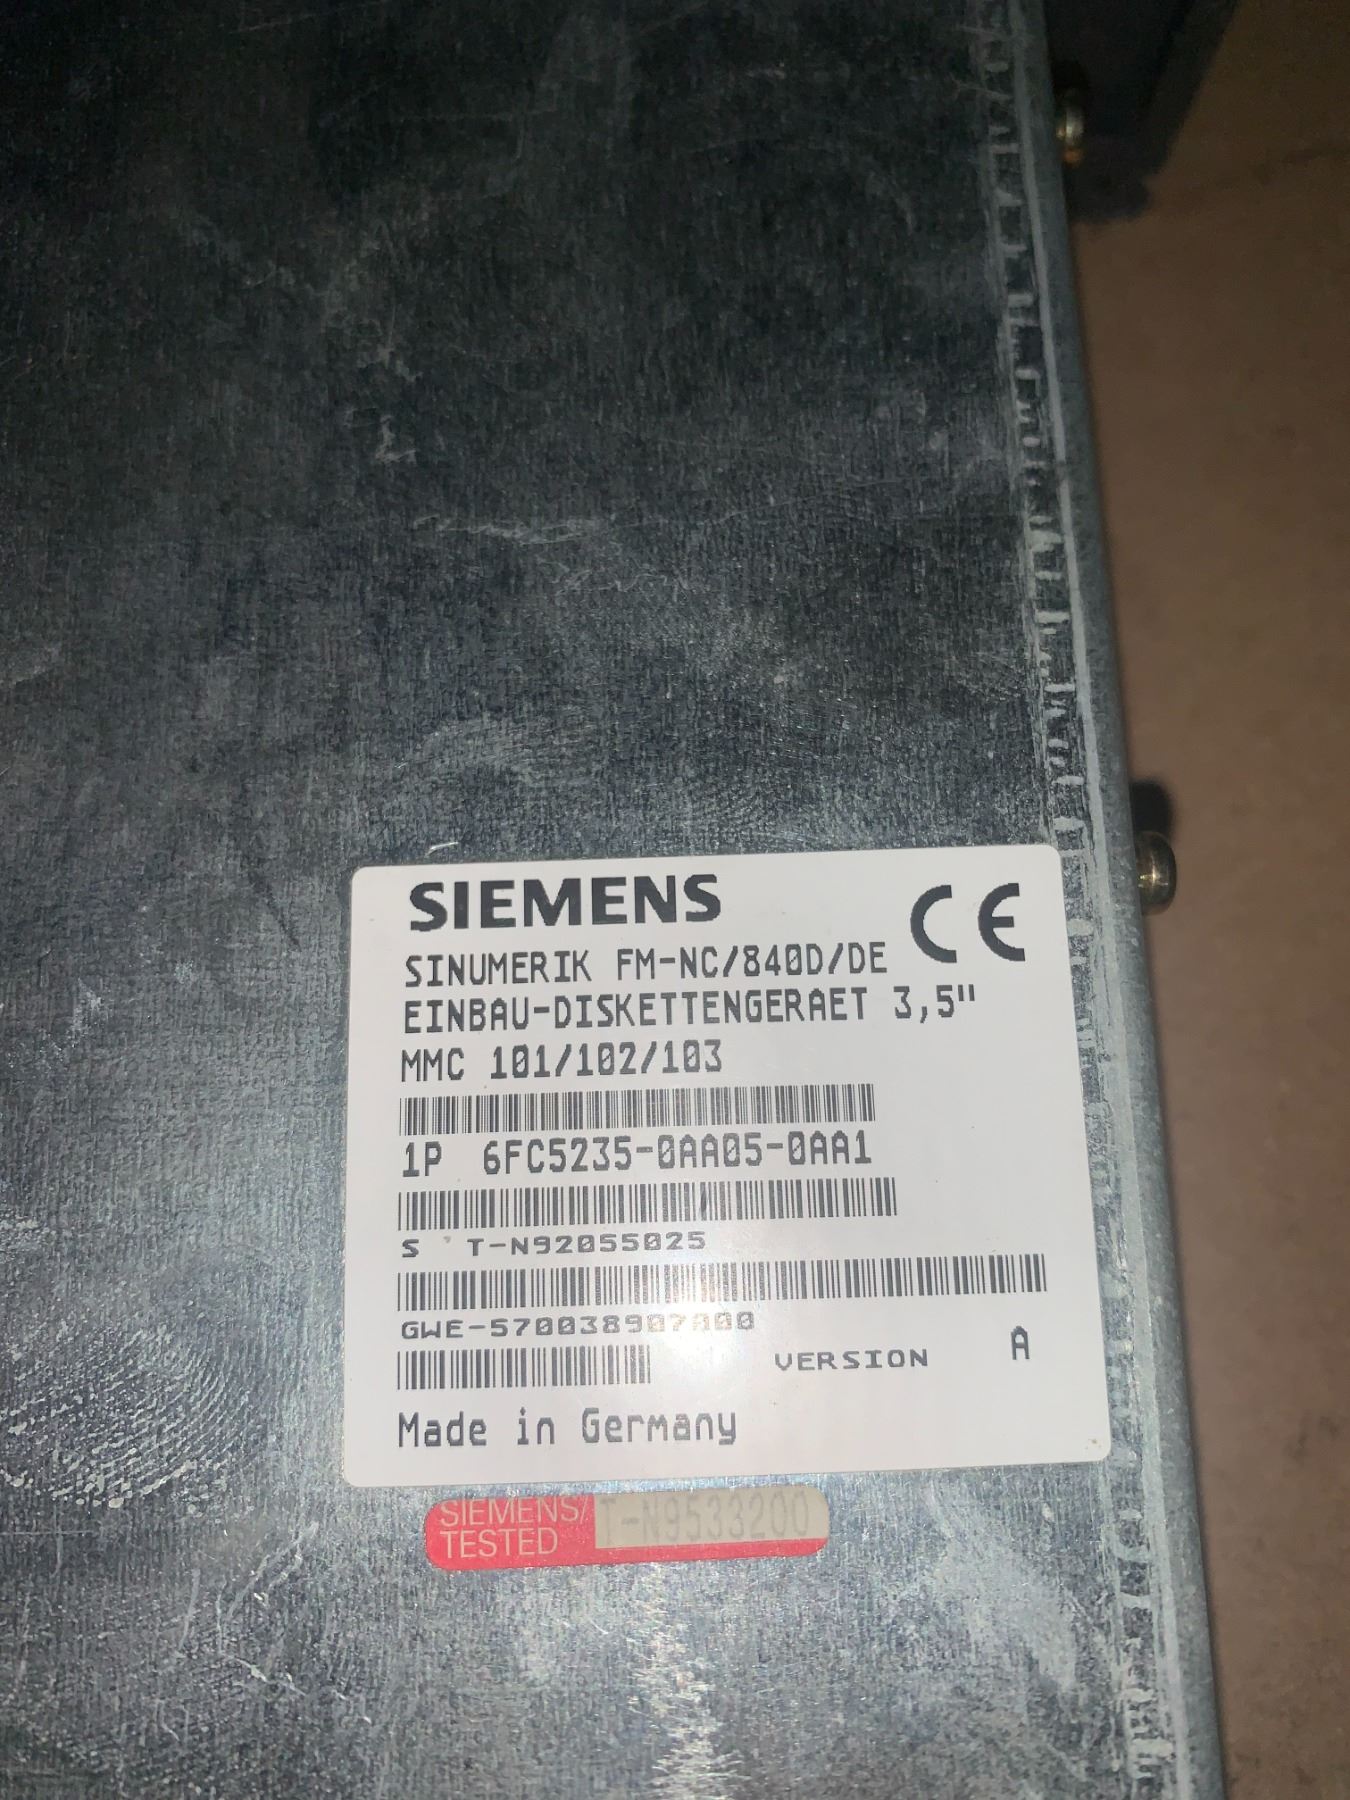 SIEMENS
CE
SINUMERIK FM-NC/840D/DE
EINBAU-DISKETTENGERAET 3,5"
MMC 101/102/103
1P 6FC5235-0AA05-0AA1
S T-N92055025
GWE-570038907A00
VERSION A
Made in Germany
SIEMENS/ T-N9533200
TESTED